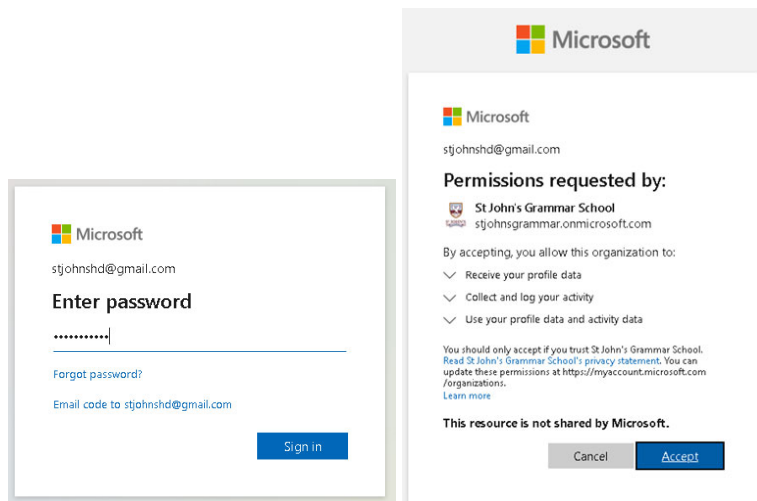 Microsoft
stjohnshd@gmail.com
Enter password
•••••••••••
Forgot password?
Email code to stjohnshd@gmail.com
Sign in
Microsoft
Microsoft
stjohnshd@gmail.com
Permissions requested by:
St John's Grammar School
stjohnsgrammar.onmicrosoft.com
By accepting, you allow this organization to:
Receive your profile data
Collect and log your activity
Use your profile data and activity data
You should only accept if you trust St John's Grammar School.
Read St John's Grammar School's privacy statement. You can
update these permissions at https://myaccount.microsoft.com
/organizations.
Learn more
This resource is not shared by Microsoft.
Cancel
Accept